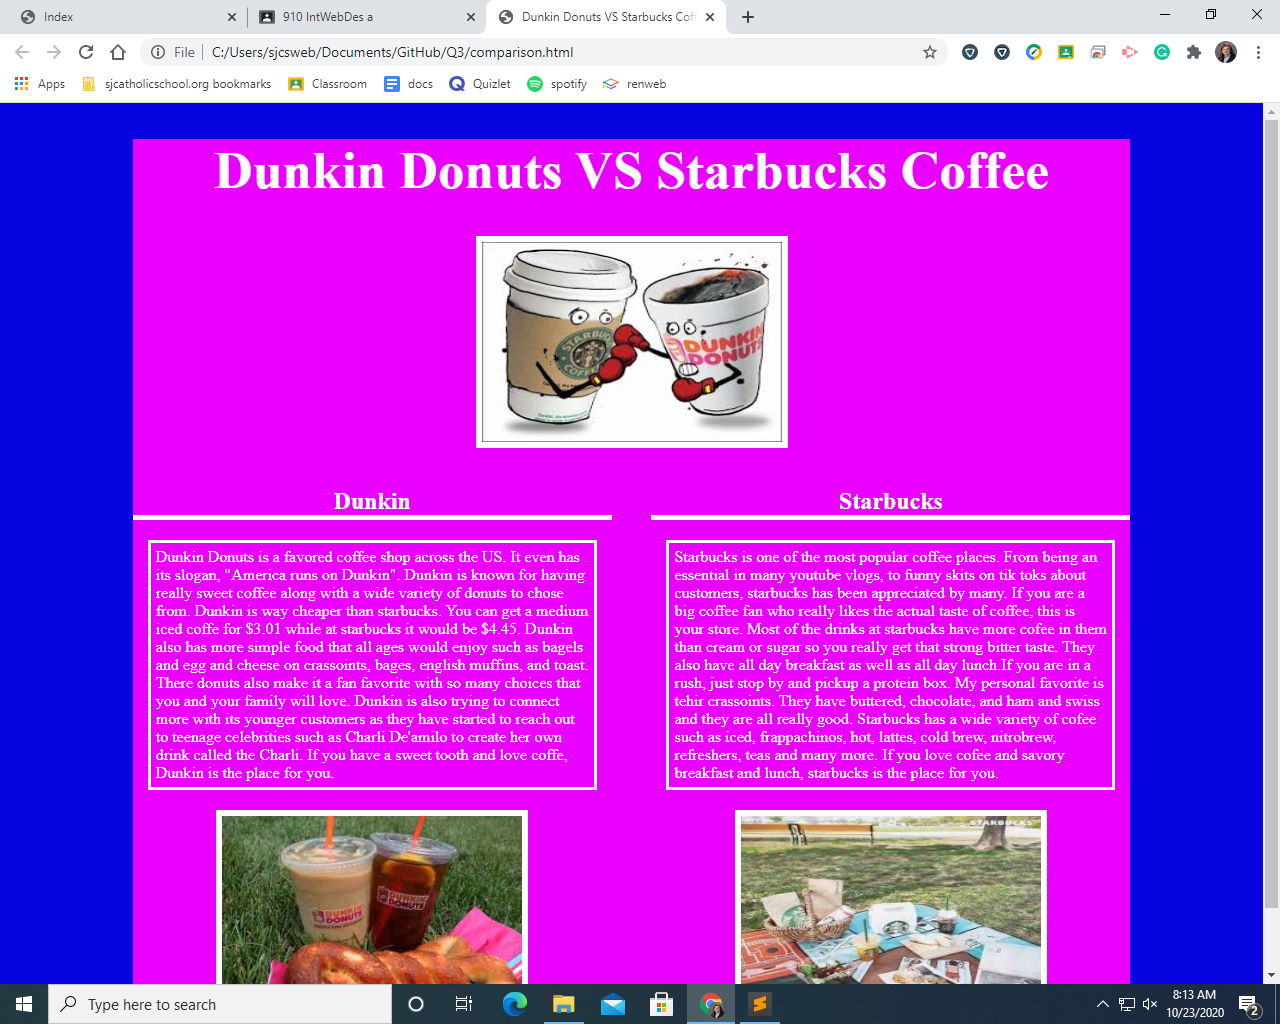 Index
910 IntWebDes a
Dunkin Donuts VS Starbucks Cof
File
C:/Users/sjcsweb/Documents/GitHub/Q3/comparison.html
Apps
sjcatholicschool.org bookmarks
Classroom
docs
Quizlet
spotify
renweb
Dunkin Donuts VS Starbucks Coffee
STARBUCKS
COFFEE
DUNKIN
DONUTS
Dunkin
Dunkin Donuts is a favored coffee shop across the US. It even has
its slogan, "America runs on Dunkin". Dunkin is known for having
really sweet coffee along with a wide variety of donuts to chose
from. Dunkin is way cheaper than starbucks. You can get a medium
iced coffe for $3.01 while at starbucks it would be $4.45. Dunkin
also has more simple food that all ages would enjoy such as bagels
and egg and cheese on crassoints, bages, english muffins, and toast.
There donuts also make it a fan favorite with so many choices that
you and your family will love. Dunkin is also trying to connect
more with its younger customers as they have started to reach out
to teenage celebrities such as Charli De'amilo to create her own
drink called the Charli. If you have a sweet tooth and love coffe,
Dunkin is the place for you.
Starbucks
Starbucks is one of the most popular coffee places. From being an
essential in many youtube vlogs, to funny skits on tik toks about
customers, starbucks has been appreciated by many. If you are a
big coffee fan who really likes the actual taste of coffee, this is
your store. Most of the drinks at starbucks have more cofee in them
than cream or sugar so you really get that strong bitter taste. They
also have all day breakfast as well as all day lunch.If you are in a
rush, just stop by and pickup a protein box. My personal favorite is
tehir crassoints. They have buttered, chocolate, and ham and swiss
and they are all really good. Starbucks has a wide variety of cofee
such as iced, frappachinos, hot, lattes, cold brew, nitrobrew,
refreshers, teas and many more. If you love cofee and savory
breakfast and lunch, starbucks is the place for you.
DUNKIN
DONUTS
DUNKIN
DONUTS
STARBUCKS
Type here to search
8:13 AM
10/23/2020
2